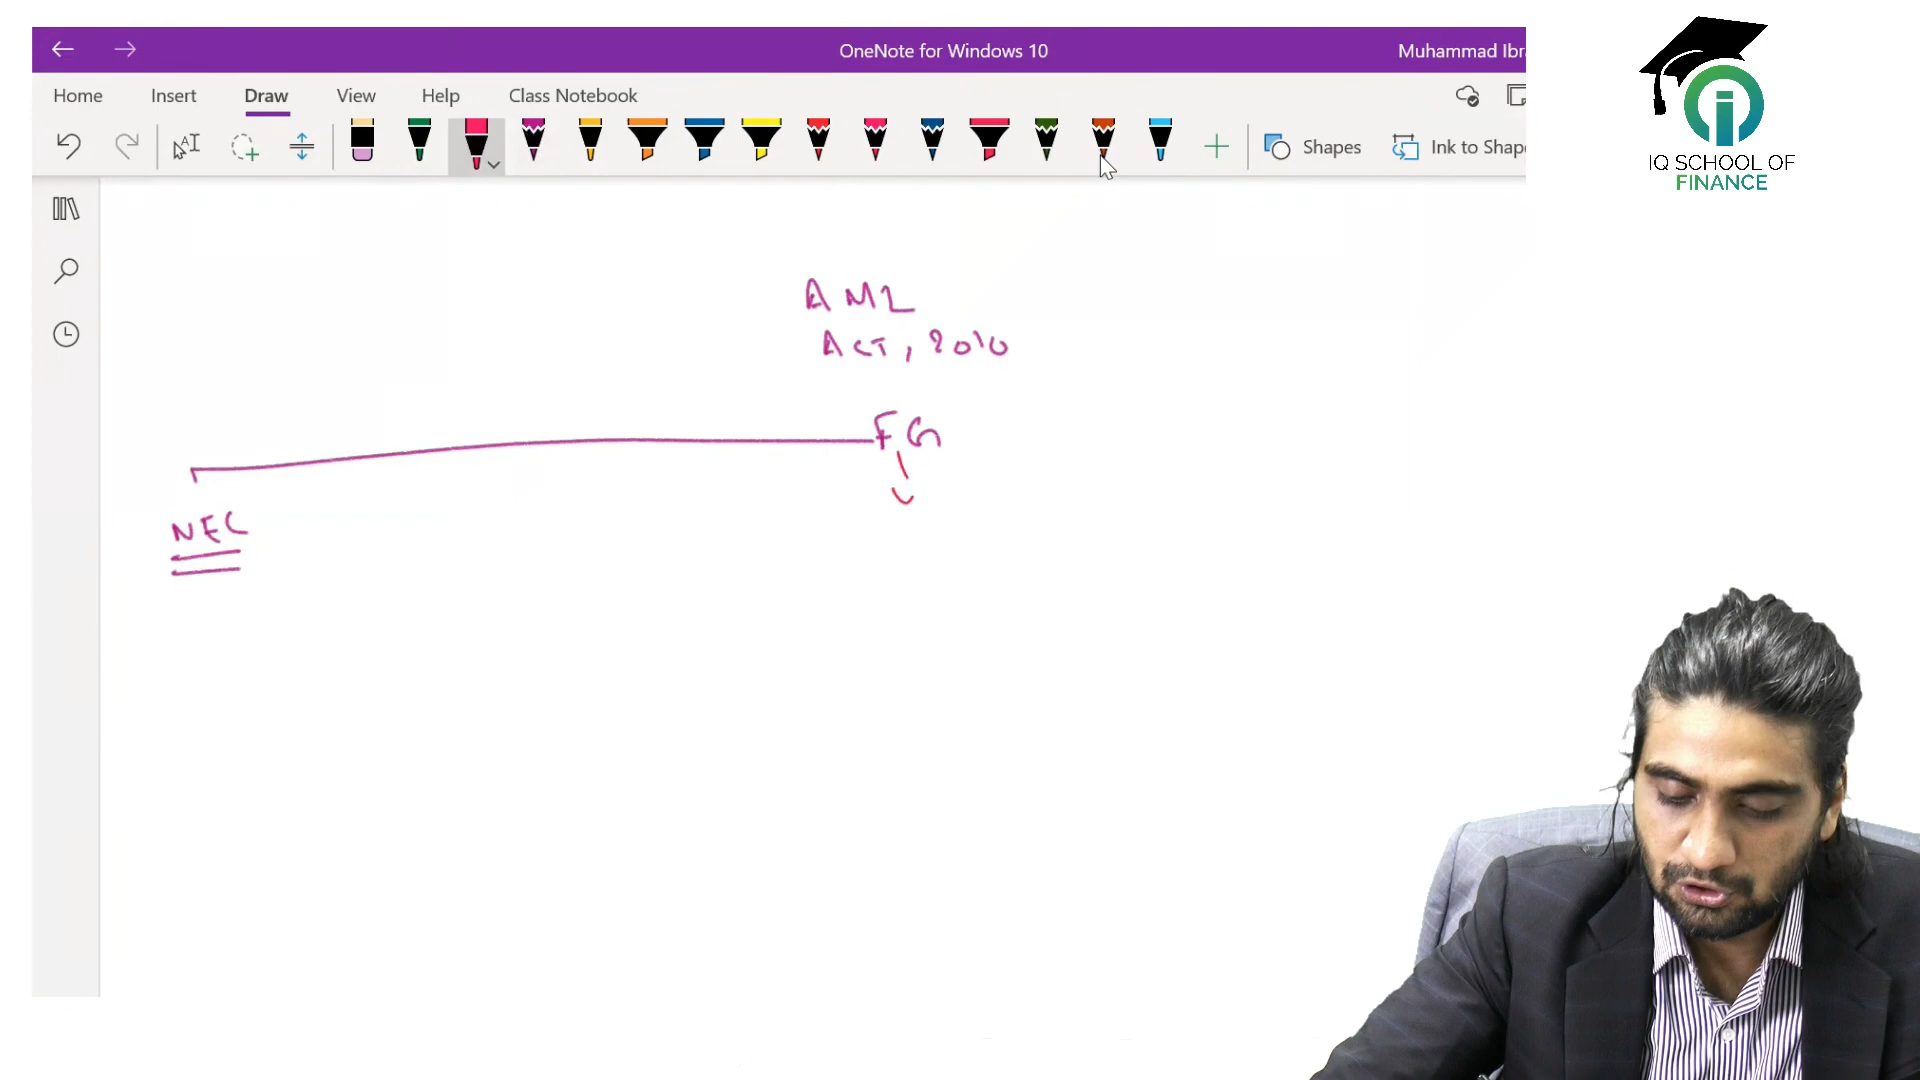 OneNote for Windows 10
Muhammad Ibr
Home Insert Draw View Help Class Notebook
Shapes Ink to Shap
IQ SCHOOL OF
FINANCE
AML
ACT, 2010
FG
NEC